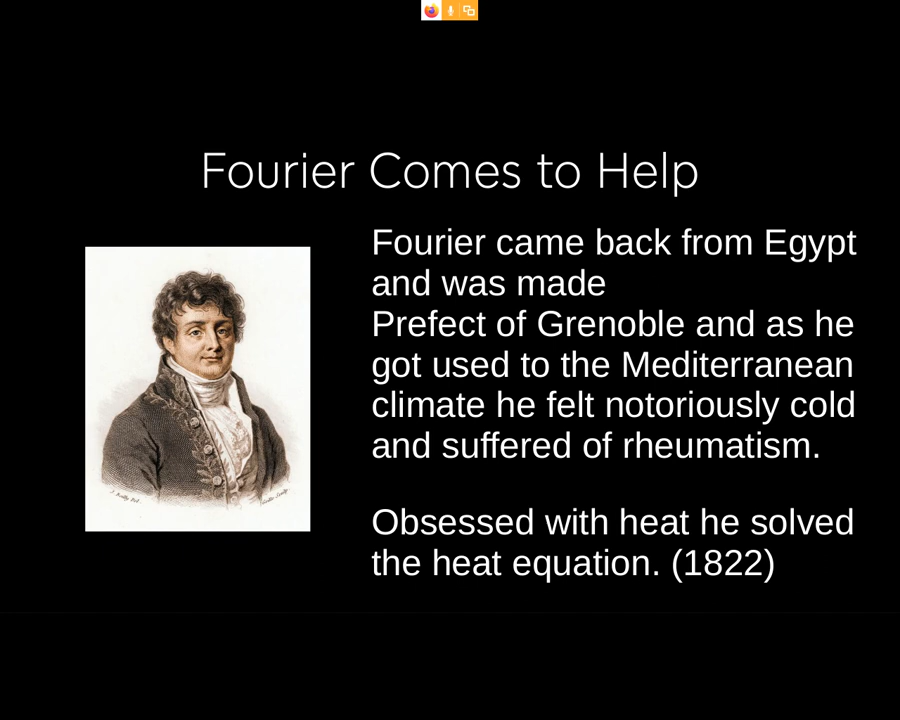 Fourier Comes to Help
Fourier came back from Egypt
and was made
Prefect of Grenoble and as he
got used to the Mediterranean
climate he felt notoriously cold
and suffered of rheumatism.
Obsessed with heat he solved
the heat equation. (1822)